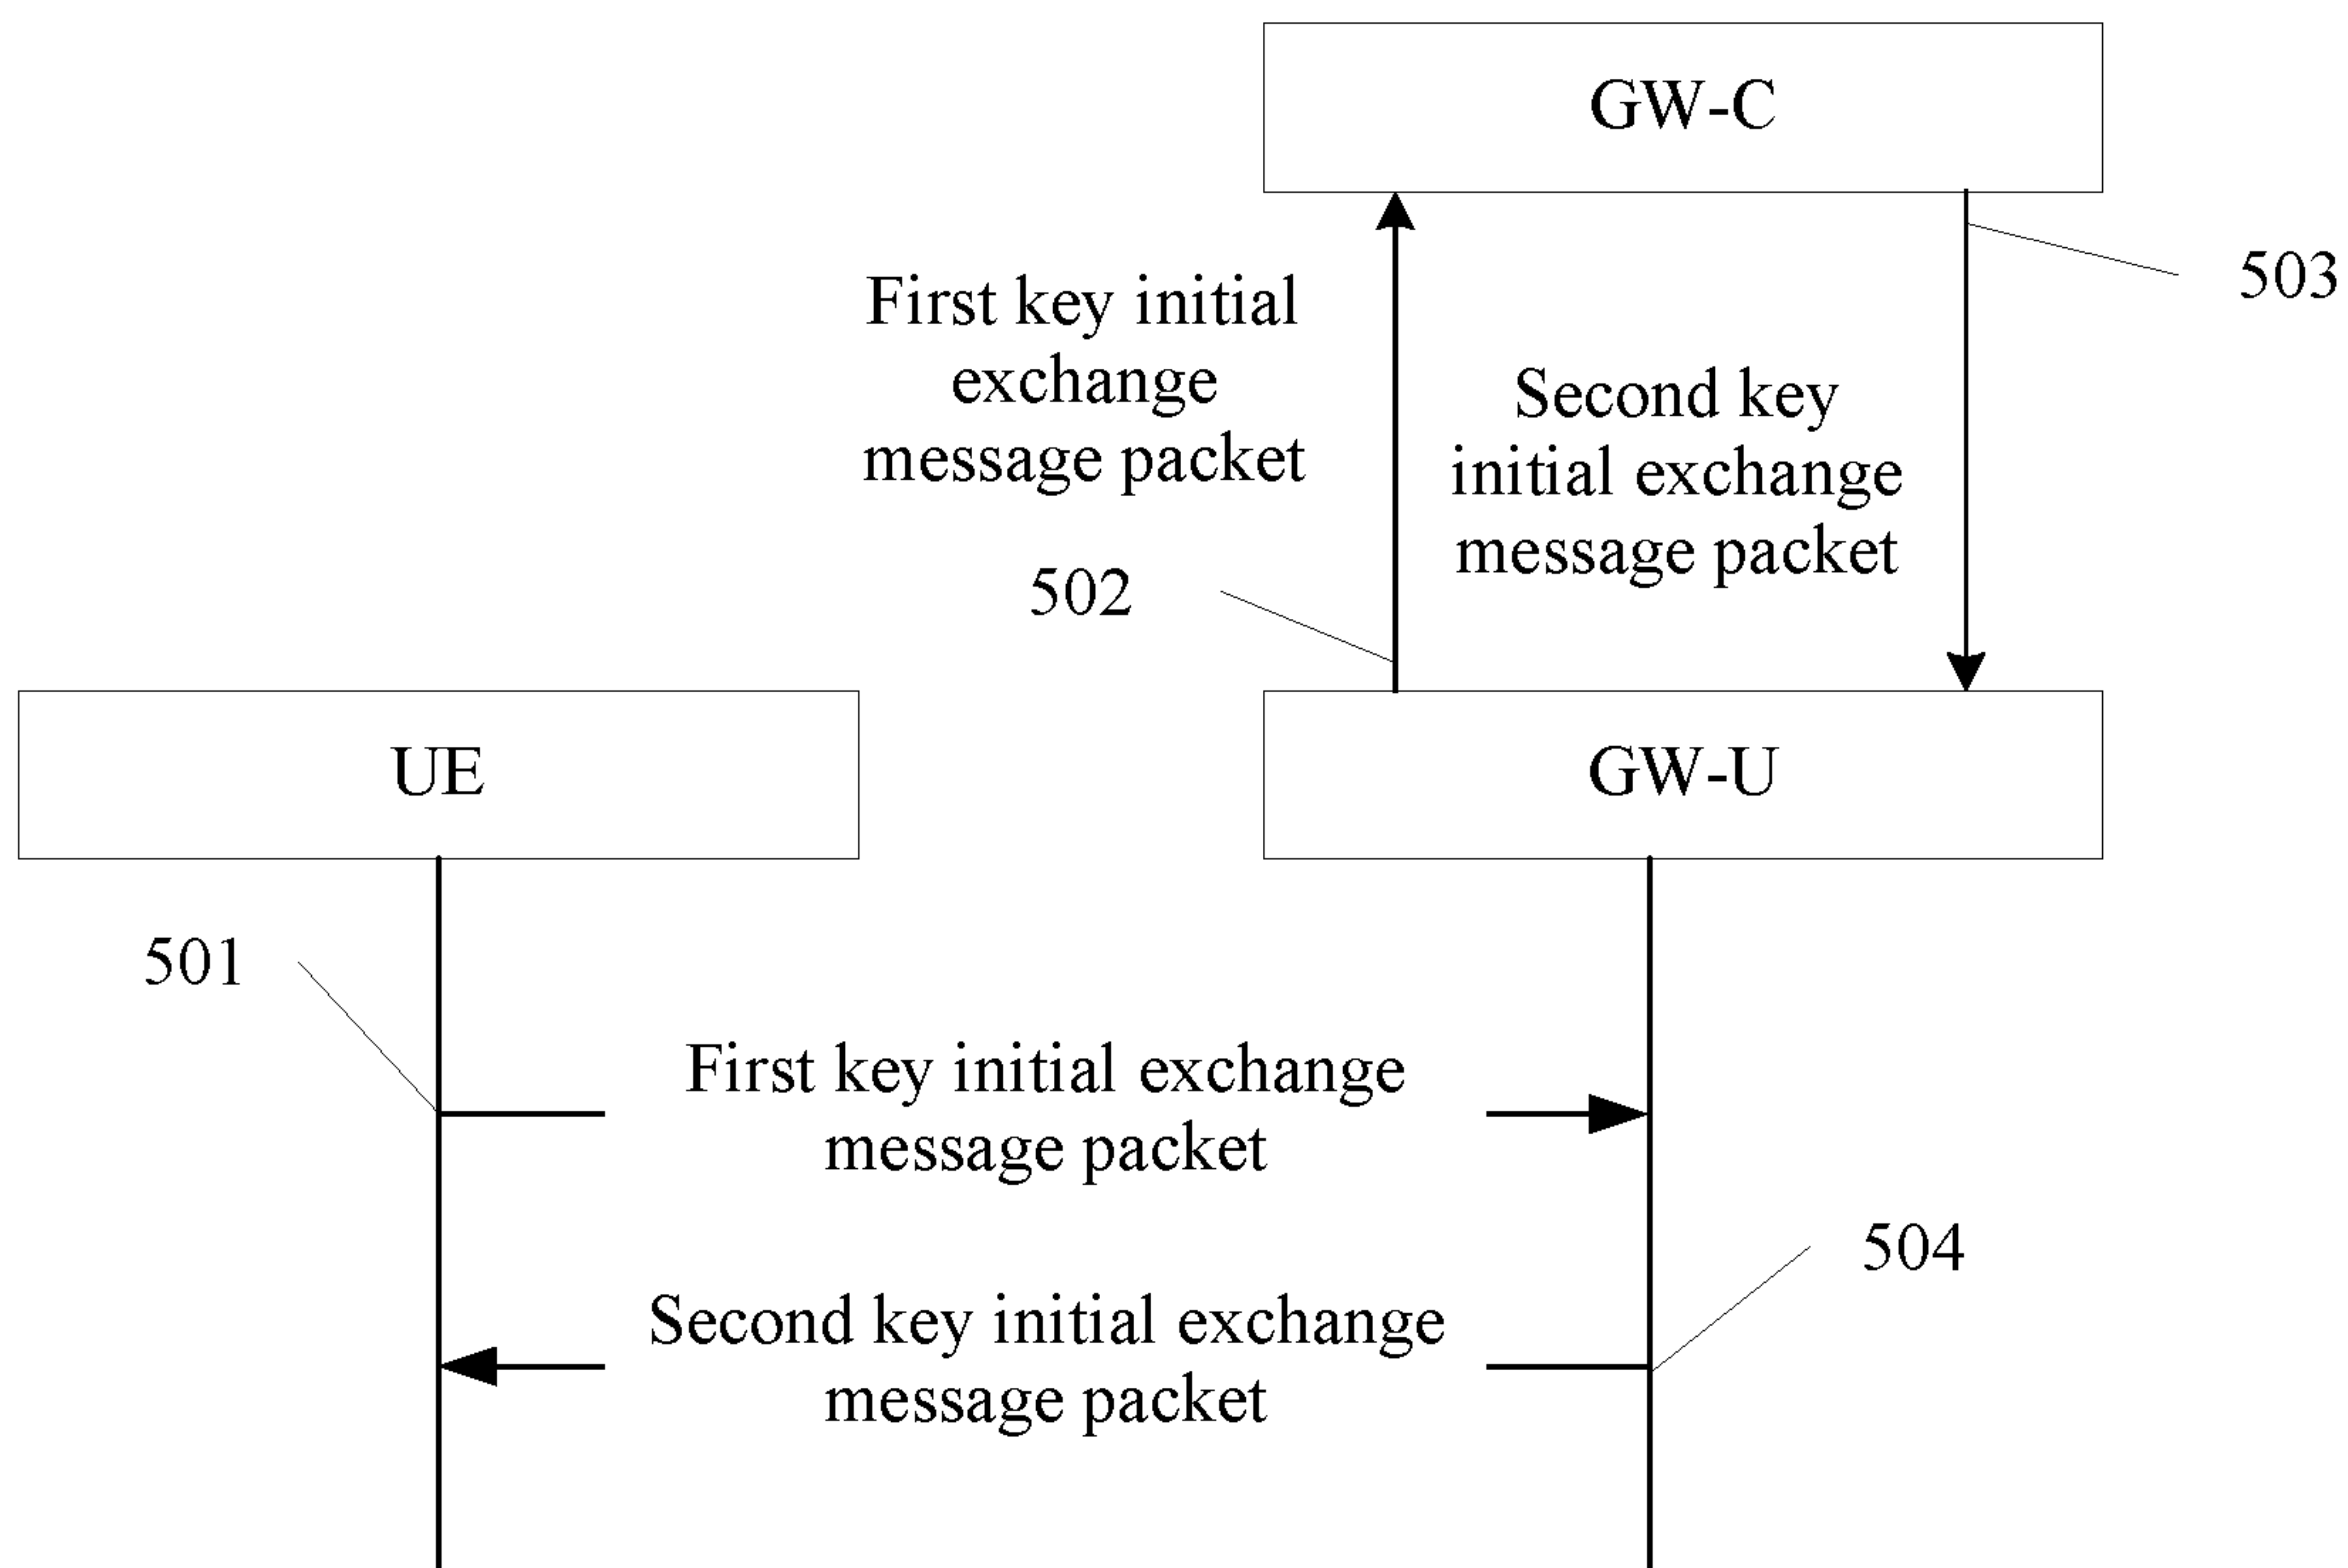 GW-C
503
First key initial
exchange
message packet
Second key
initial exchange
message packet
502
UE
GW-U
501
First key initial exchange
message packet
504
Second key initial exchange
message packet